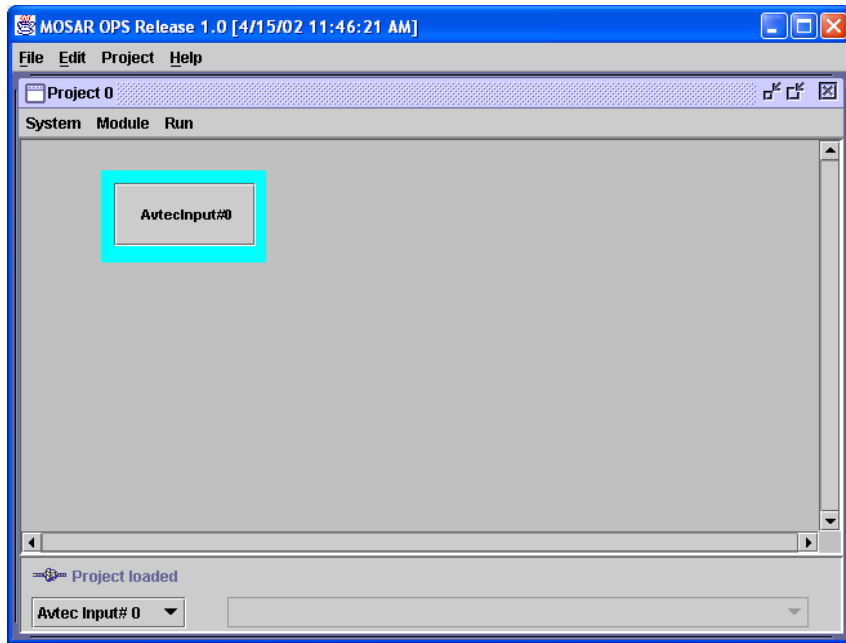 MOSAR OPS Release 1.0 [4/15/02 11:46:21 AM]
File Edit Project Help
Project 0
System Module Run
AvtecInput#0
Project loaded
Avtec Input# 0